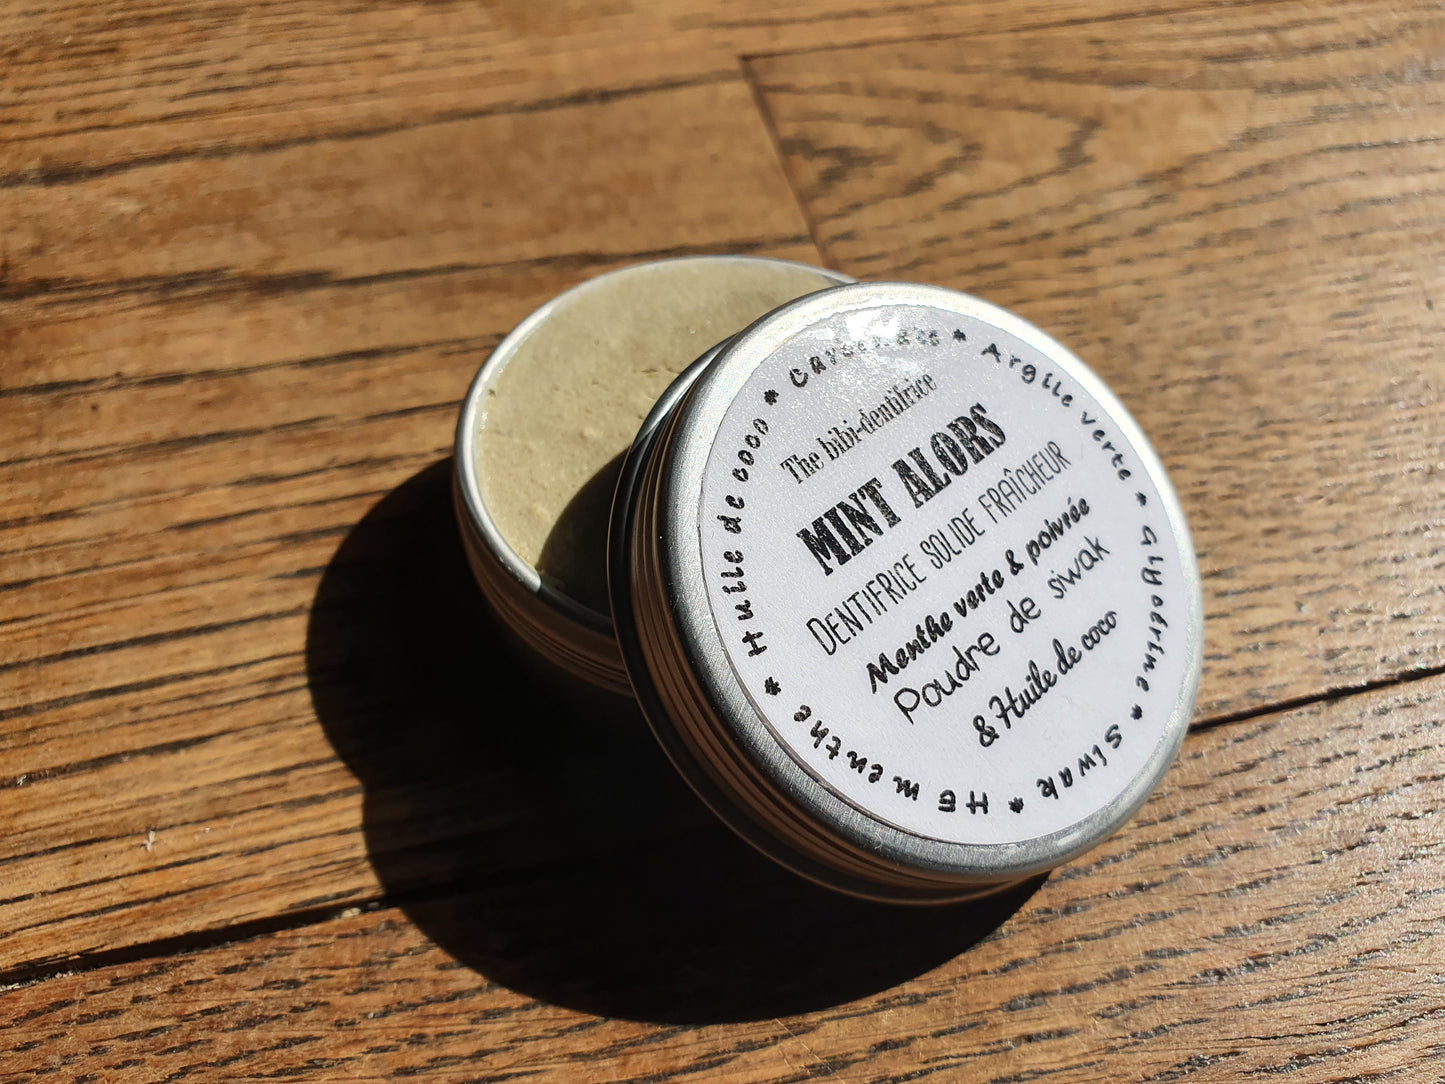 The bibi-dentifrice
MINT ALORS
DENTIFRICE SOLIDE FRAÎCHEUR
Menthe verte & poivrée
Poudre de siwak
& Huile de coco
Huile de coco * Carbonate * Argile verte * Glycérine * Siwak * HE menthe *